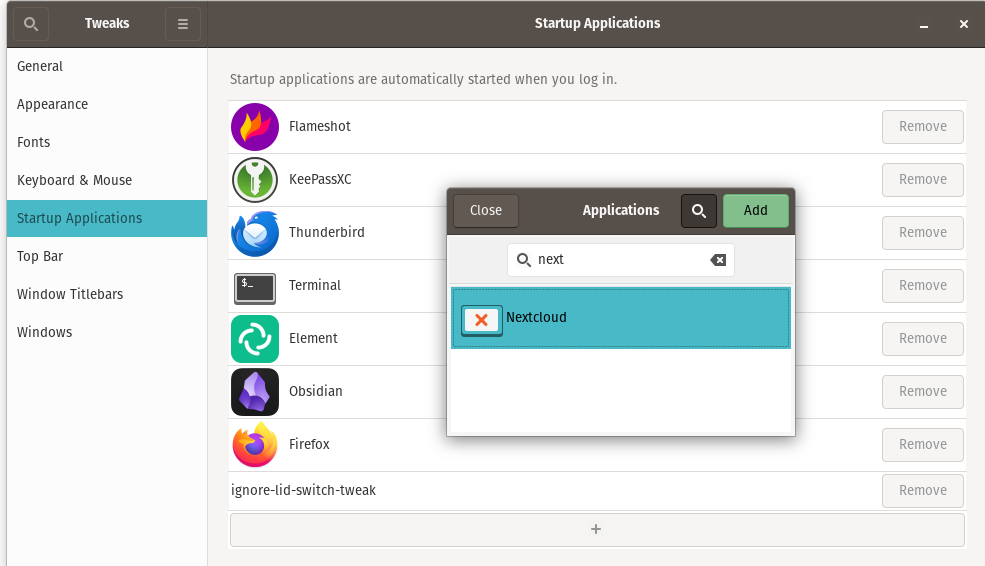 Tweaks
Startup Applications
General
Appearance
Fonts
Keyboard & Mouse
Startup Applications
Top Bar
Window Titlebars
Windows
Startup applications are automatically started when you log in.
Flameshot Remove
KeePassXC Remove
Thunderbird Remove
$_ Terminal Remove
Element Remove
Obsidian Remove
Firefox Remove
ignore-lid-switch-tweak Remove
+
Close Applications Add
next
Nextcloud